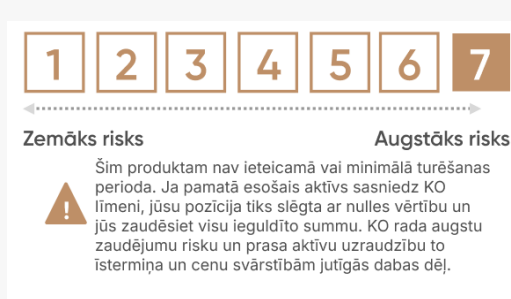 1 2 3 4 5 6 7
Zemāks risks Augstāks risks
Šim produktam nav ieteicamā vai minimālā turēšanas
perioda. Ja pamatā esošais aktīvs sasniedz KO
līmeni, jūsu pozīcija tiks slēgta ar nulles vērtību un
jūs zaudēsiet visu ieguldīto summu. KO rada augstu
zaudējumu risku un prasa aktīvu uzraudzību to
īstermiņa un cenu svārstībām jutīgās dabas dēļ.